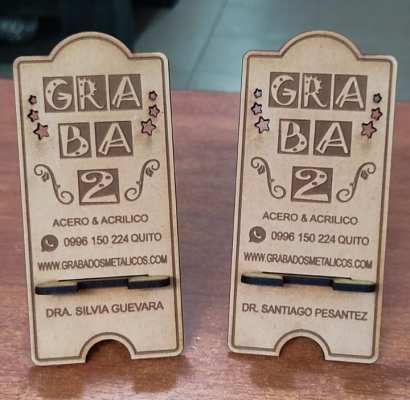 GRA
BA
2
ACERO & ACRILICO
0996 150 224 QUITO
WWW.GRABADOSMETALICOS.COM
DRA. SILVIA GUEVARA
GRA
BA
2
ACERO & ACRILICO
0996 150 224 QUITO
WWW.GRABADOSMETALICOS.COM
DR. SANTIAGO PESANTEZ